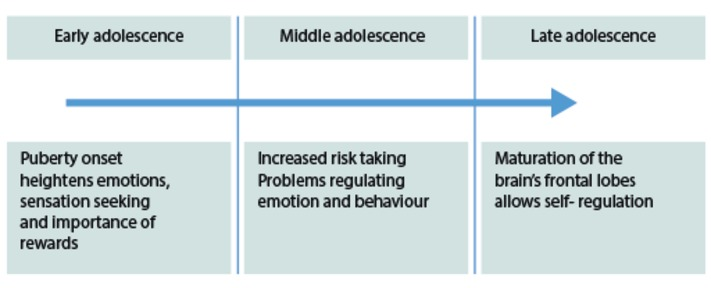 Early adolescence
Middle adolescence
Late adolescence
Puberty onset
heightens emotions,
sensation seeking
and importance of
rewards
Increased risk taking
Problems regulating
emotion and behaviour
Maturation of the
brain's frontal lobes
allows self- regulation